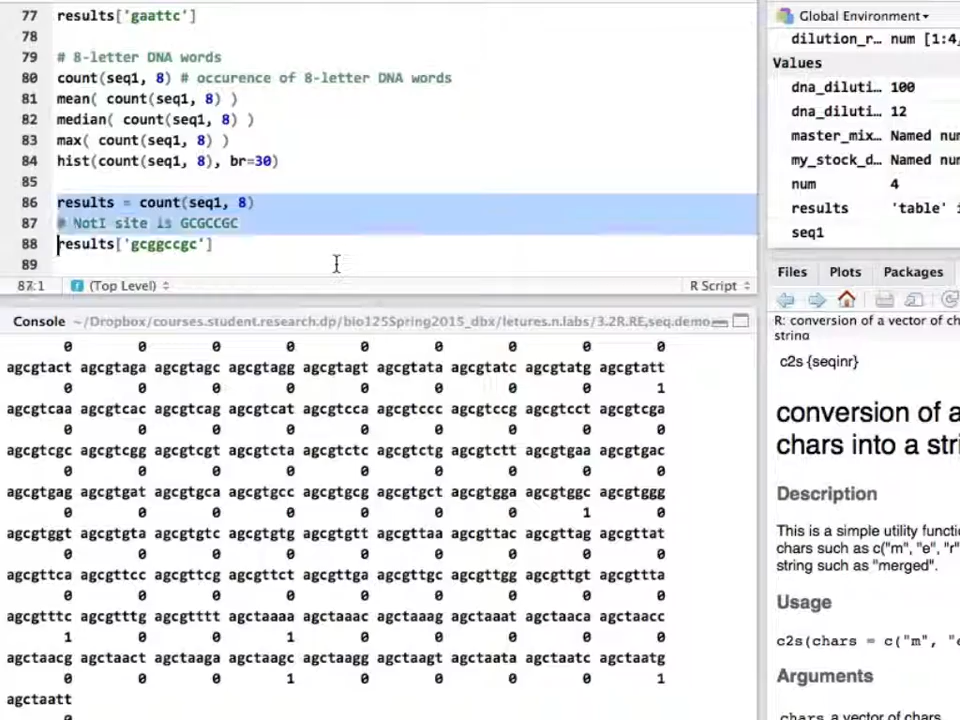 77 results['gaattc']
78
79 # 8-letter DNA words
80 count(seq1, 8) # occurence of 8-letter DNA words
81 mean( count(seq1, 8) )
82 median( count(seq1, 8) )
83 max( count(seq1, 8) )
84 hist(count(seq1, 8), br=30)
85
86 results = count(seq1, 8)
87 # NotI site is GCGCCGC
88 results['gcggccgc']
89
87:1 (Top Level) R Script
Console ~/Dropbox/courses.student.research.dp/bio125Spring2015_dbx/letures.n.labs/3.2R.RE,seq.demo
0 0 0 0 0 0 0 0 0
agcgtact agcgtaga agcgtagc agcgtagg agcgtagt agcgtata agcgtatc agcgtatg agcgtatt
0 0 0 0 0 0 0 0 1
agcgtcaa agcgtcac agcgtcag agcgtcat agcgtcca agcgtccc agcgtccg agcgtcct agcgtcga
0 0 0 0 0 0 0 0 0
agcgtcgc agcgtcgg agcgtcgt agcgtcta agcgtctc agcgtctg agcgtctt agcgtgaa agcgtgac
0 0 0 0 0 0 0 0 0
agcgtgag agcgtgat agcgtgca agcgtgcc agcgtgcg agcgtgct agcgtgga agcgtggc agcgtggg
0 0 0 0 0 0 0 1 0
agcgtggt agcgtgta agcgtgtc agcgtgtg agcgtgtt agcgttaa agcgttac agcgttag agcgttat
0 0 0 0 0 0 0 0 0
agcgttca agcgttcc agcgttcg agcgttct agcgttga agcgttgc agcgttgg agcgttgt agcgttta
0 0 0 0 0 0 0 0 0
agcgtttc agcgtttg agcgtttt agctaaaa agctaaac agctaaag agctaaat agctaaca agctaacc
1 0 0 1 0 0 0 0 0
agctaacg agctaact agctaaga agctaagc agctaagg agctaagt agctaata agctaatc agctaatg
0 0 0 1 0 0 0 0 1
agctaatt
0
Global Environment
dilution_r… num [1:4,
Values
dna_diluti… 100
dna_diluti… 12
master_mix… Named num
my_stock_d… Named num
num 4
results 'table' i
seq1
Files Plots Packages
R: conversion of a vector of ch
string
c2s {seqinr}
conversion of a
chars into a stri
Description
This is a simple utility functi
chars such as c("m", "e", "r"
string such as "merged".
Usage
c2s(chars = c("m", "e
Arguments
chars a vector of chars